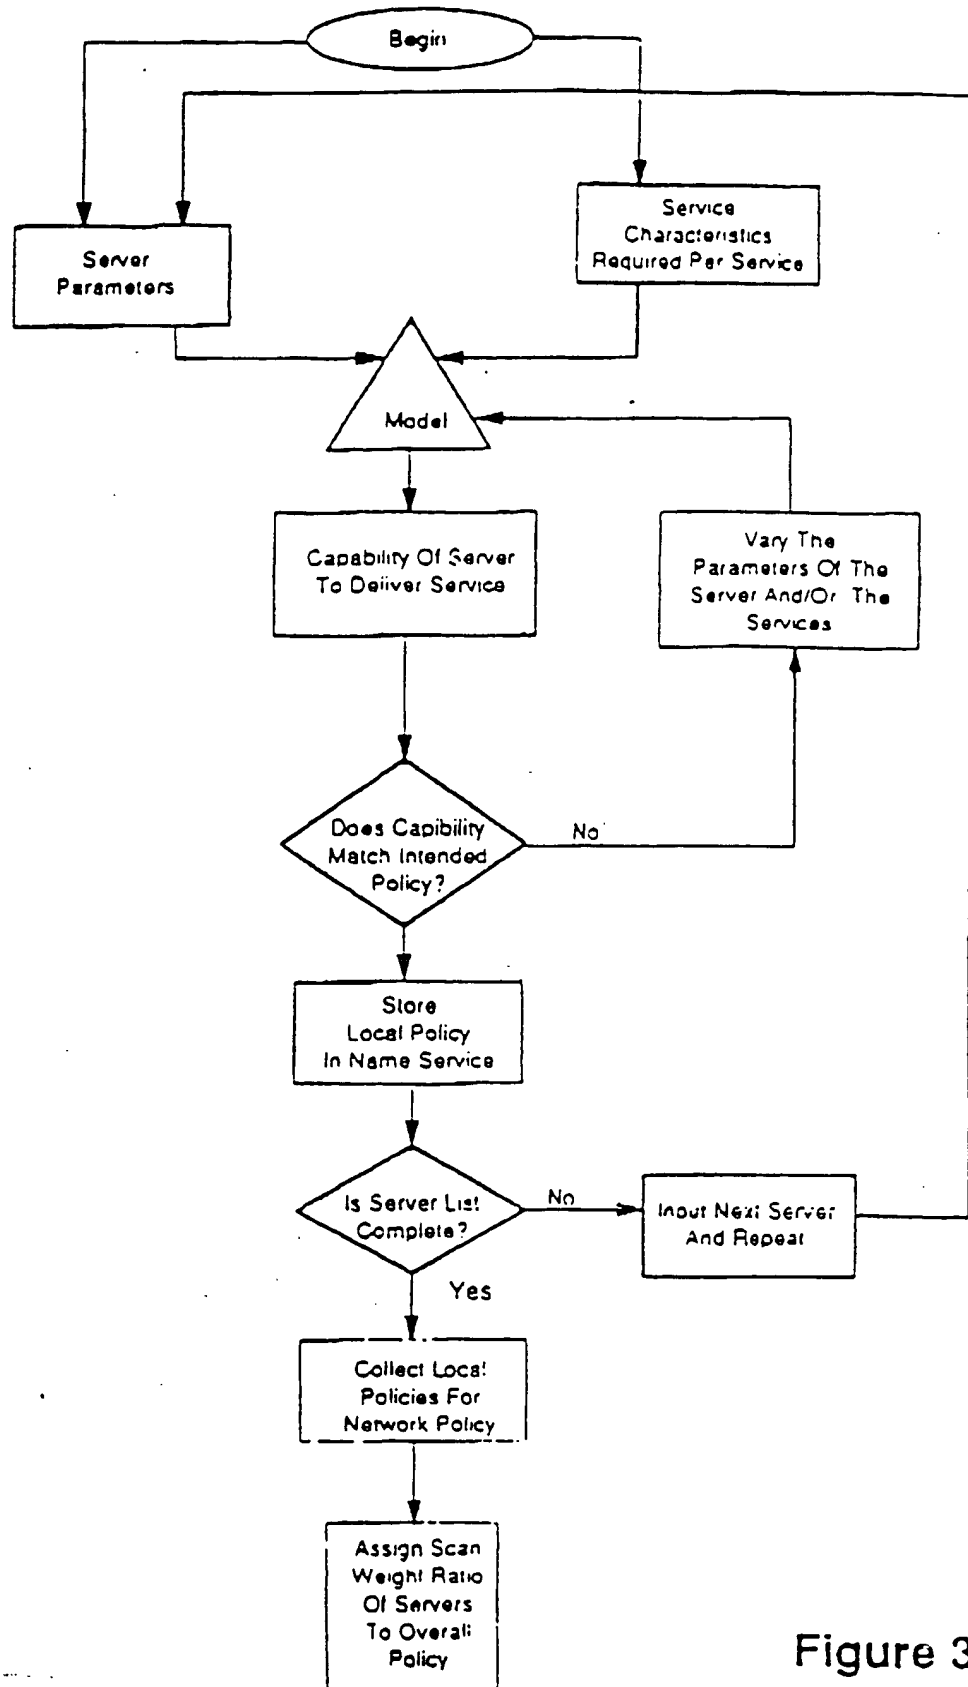 Begin
Server
Parameters
Service
Characteristics
Required Per Service
Model
Capability Of Server
To Deliver Service
Vary The
Parameters Of The
Server And/Or The
Services
Does Capibility
Match Intended
Policy?
No
Store
Local Policy
In Name Service
Is Server List
Complete?
No
Input Next Server
And Repeat
Yes
Collect Local
Policies For
Network Policy
Assign Scan
Weight Ratio
Of Servers
To Overall
Policy
Figure 3